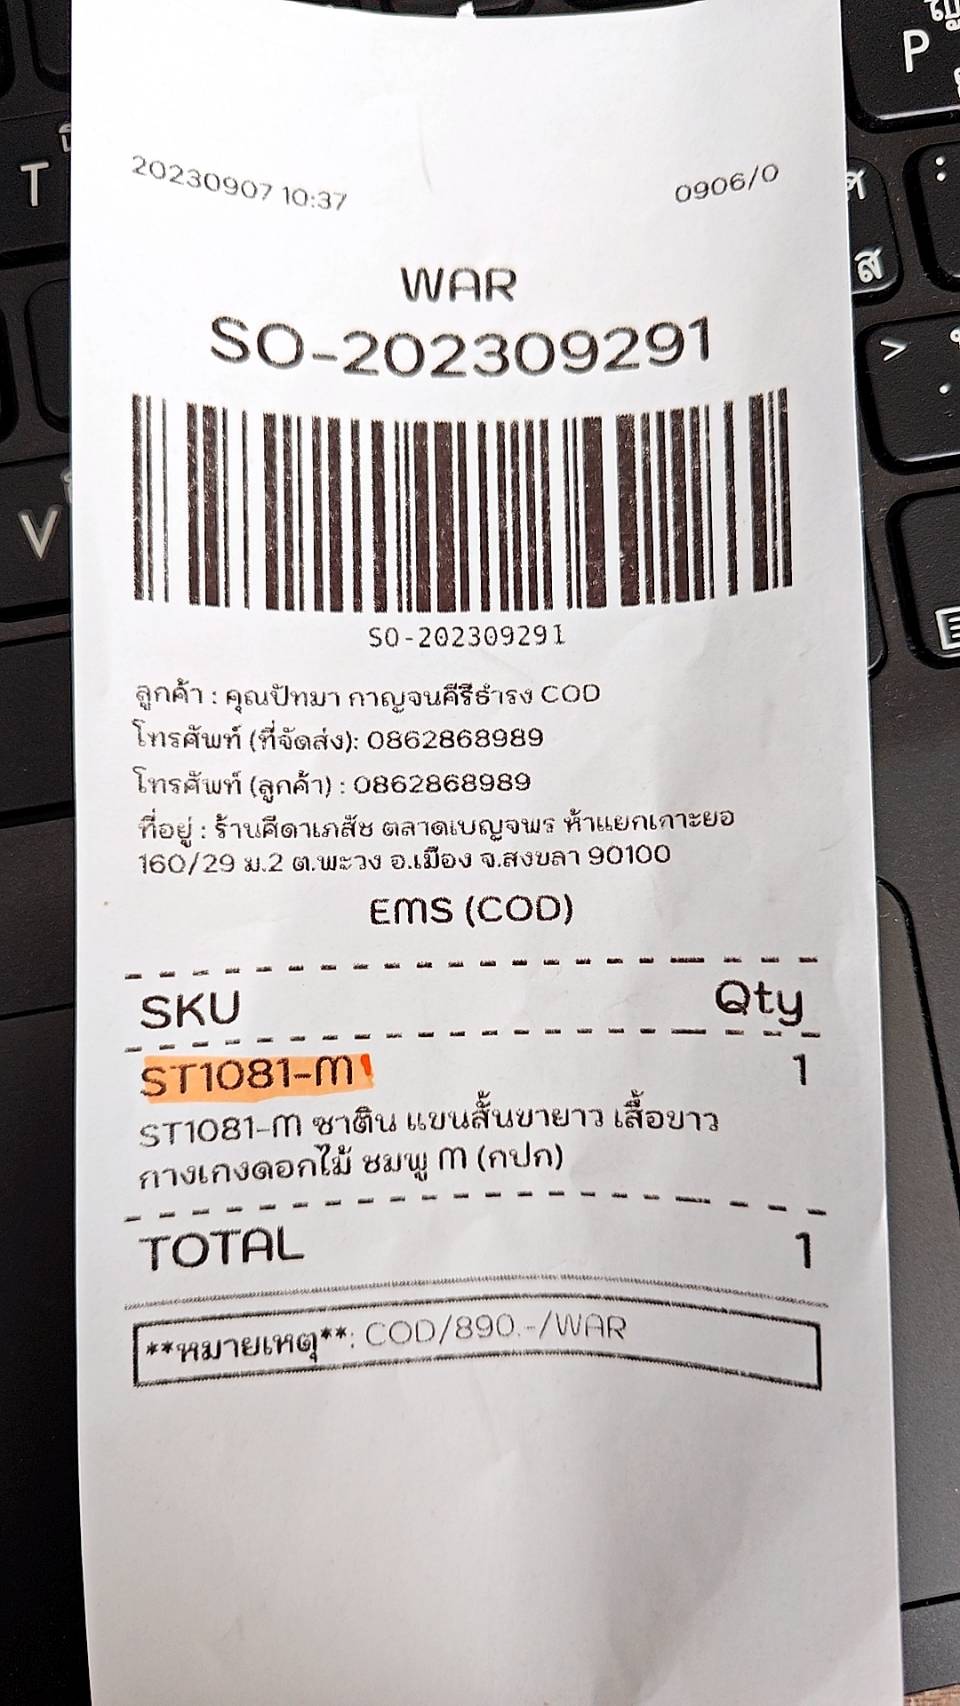 20230907 10:37 0906/0
WAR
SO-202309291
SO-202309291
ลูกค้า : คุณปัทมา กาญจนคีรีธำรง COD
โทรศัพท์ (ที่จัดส่ง): 0862868989
โทรศัพท์ (ลูกค้า) : 0862868989
ที่อยู่ : ร้านศีดาเภสัช ตลาดเบญจพร ห้าแยกเกาะยอ
160/29 ม.2 ต.พะวง อ.เมือง จ.สงขลา 90100
EMS (COD)
SKU Qty
ST1081-M 1
ST1081-M ซาติน แขนสั้นขายาว เสื้อขาว
กางเกงดอกไม้ ชมพู M (กปก)
TOTAL 1
**หมายเหตุ**: COD/890.-/WAR
T
V
P
ส